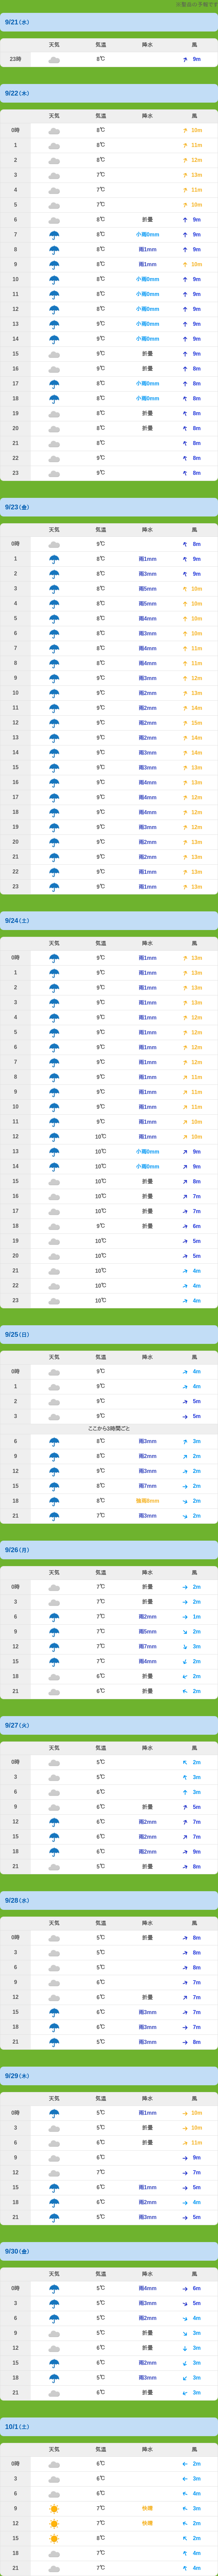 9/21(水)
天気 気温 降水 風
23時 8℃ 9m
9/22(木)
天気 気温 降水 風
0時 8℃ 10m
1 8℃ 11m
2 8℃ 12m
3 7℃ 13m
4 7℃ 11m
5 7℃ 10m
6 8℃ 折畳 9m
7 8℃ 小雨0mm 9m
8 8℃ 雨1mm 9m
9 8℃ 雨1mm 10m
10 8℃ 小雨0mm 9m
11 8℃ 小雨0mm 9m
12 8℃ 小雨0mm 9m
13 9℃ 小雨0mm 9m
14 9℃ 小雨0mm 9m
15 9℃ 折畳 9m
16 9℃ 折畳 8m
17 8℃ 小雨0mm 8m
18 8℃ 小雨0mm 8m
19 8℃ 折畳 8m
20 8℃ 折畳 8m
21 8℃ 8m
22 9℃ 8m
23 9℃ 8m
9/23(金)
天気 気温 降水 風
0時 9℃ 8m
1 8℃ 雨1mm 9m
2 8℃ 雨3mm 9m
3 8℃ 雨5mm 10m
4 8℃ 雨5mm 10m
5 8℃ 雨4mm 10m
6 8℃ 雨3mm 10m
7 8℃ 雨4mm 11m
8 8℃ 雨4mm 11m
9 8℃ 雨3mm 12m
10 9℃ 雨2mm 13m
11 9℃ 雨2mm 14m
12 9℃ 雨2mm 15m
13 9℃ 雨2mm 14m
14 9℃ 雨3mm 14m
15 9℃ 雨3mm 13m
16 9℃ 雨4mm 13m
17 9℃ 雨4mm 12m
18 9℃ 雨4mm 12m
19 9℃ 雨3mm 12m
20 9℃ 雨2mm 13m
21 9℃ 雨2mm 13m
22 9℃ 雨1mm 13m
23 9℃ 雨1mm 13m
9/24(土)
天気 気温 降水 風
0時 9℃ 雨1mm 13m
1 9℃ 雨1mm 13m
2 9℃ 雨1mm 13m
3 9℃ 雨1mm 13m
4 9℃ 雨1mm 12m
5 9℃ 雨1mm 12m
6 9℃ 雨1mm 12m
7 9℃ 雨1mm 12m
8 9℃ 雨1mm 11m
9 9℃ 雨1mm 11m
10 9℃ 雨1mm 11m
11 9℃ 雨1mm 10m
12 10℃ 雨1mm 10m
13 10℃ 小雨0mm 9m
14 10℃ 小雨0mm 9m
15 10℃ 折畳 8m
16 10℃ 折畳 7m
17 10℃ 折畳 7m
18 9℃ 折畳 6m
19 10℃ 5m
20 10℃ 5m
21 10℃ 4m
22 10℃ 4m
23 10℃ 4m
9/25(日)
天気 気温 降水 風
0時 9℃ 4m
1 9℃ 4m
2 9℃ 5m
3 9℃ 5m
ここから3時間ごと
6 8℃ 雨3mm 3m
9 8℃ 雨2mm 2m
12 9℃ 雨3mm 2m
15 8℃ 雨7mm 2m
18 8℃ 2m
21 7℃ 雨3mm 2m
9/26(月)
天気 気温 降水 風
0時 7℃ 折畳 2m
3 7℃ 折畳 2m
6 7℃ 雨2mm 1m
9 7℃ 雨5mm 2m
12 7℃ 雨7mm 3m
15 7℃ 雨4mm 2m
18 6℃ 折畳 2m
21 6℃ 折畳 2m
9/27(火)
天気 気温 降水 風
0時 5℃ 2m
3 5℃ 3m
6 6℃ 3m
9 6℃ 折畳 5m
12 6℃ 雨2mm 7m
15 6℃ 雨2mm 7m
18 6℃ 雨2mm 9m
21 5℃ 折畳 8m
9/28(水)
天気 気温 降水 風
0時 5℃ 折畳 8m
3 5℃ 8m
6 5℃ 8m
9 6℃ 7m
12 6℃ 折畳 7m
15 6℃ 雨3mm 7m
18 6℃ 雨3mm 7m
21 5℃ 雨3mm 8m
9/29(木)
天気 気温 降水 風
0時 5℃ 雨1mm 10m
3 5℃ 折畳 10m
6 6℃ 折畳 11m
9 6℃ 9m
12 7℃ 7m
15 6℃ 雨1mm 5m
18 6℃ 雨2mm 4m
21 5℃ 雨3mm 5m
9/30(金)
天気 気温 降水 風
0時 5℃ 雨4mm 6m
3 5℃ 雨3mm 5m
6 5℃ 雨2mm 4m
9 5℃ 折畳 3m
12 6℃ 折畳 3m
15 6℃ 雨2mm 3m
18 5℃ 雨3mm 3m
21 6℃ 折畳 3m
10/1(土)
天気 気温 降水 風
0時 6℃ 2m
3 6℃ 3m
6 6℃ 4m
9 7℃ 快晴 3m
12 7℃ 快晴 2m
15 8℃ 2m
18 7℃ 4m
21 7℃ 4m